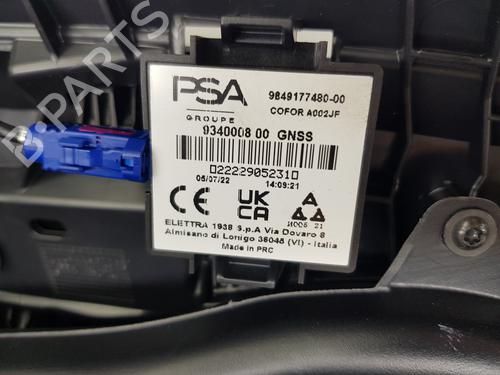 PSA
GROUPE
9849177480-00
COFOR A002JF
9340008 00 GNSS
022229052310
05/07/22
14:09:21
CE
UK
CA
ELETTRA 1938 S.p.A Via Dovaro 8
Almisano di Lonigo 36045 (VI) - Italia
Made in PRC
B-PARTS